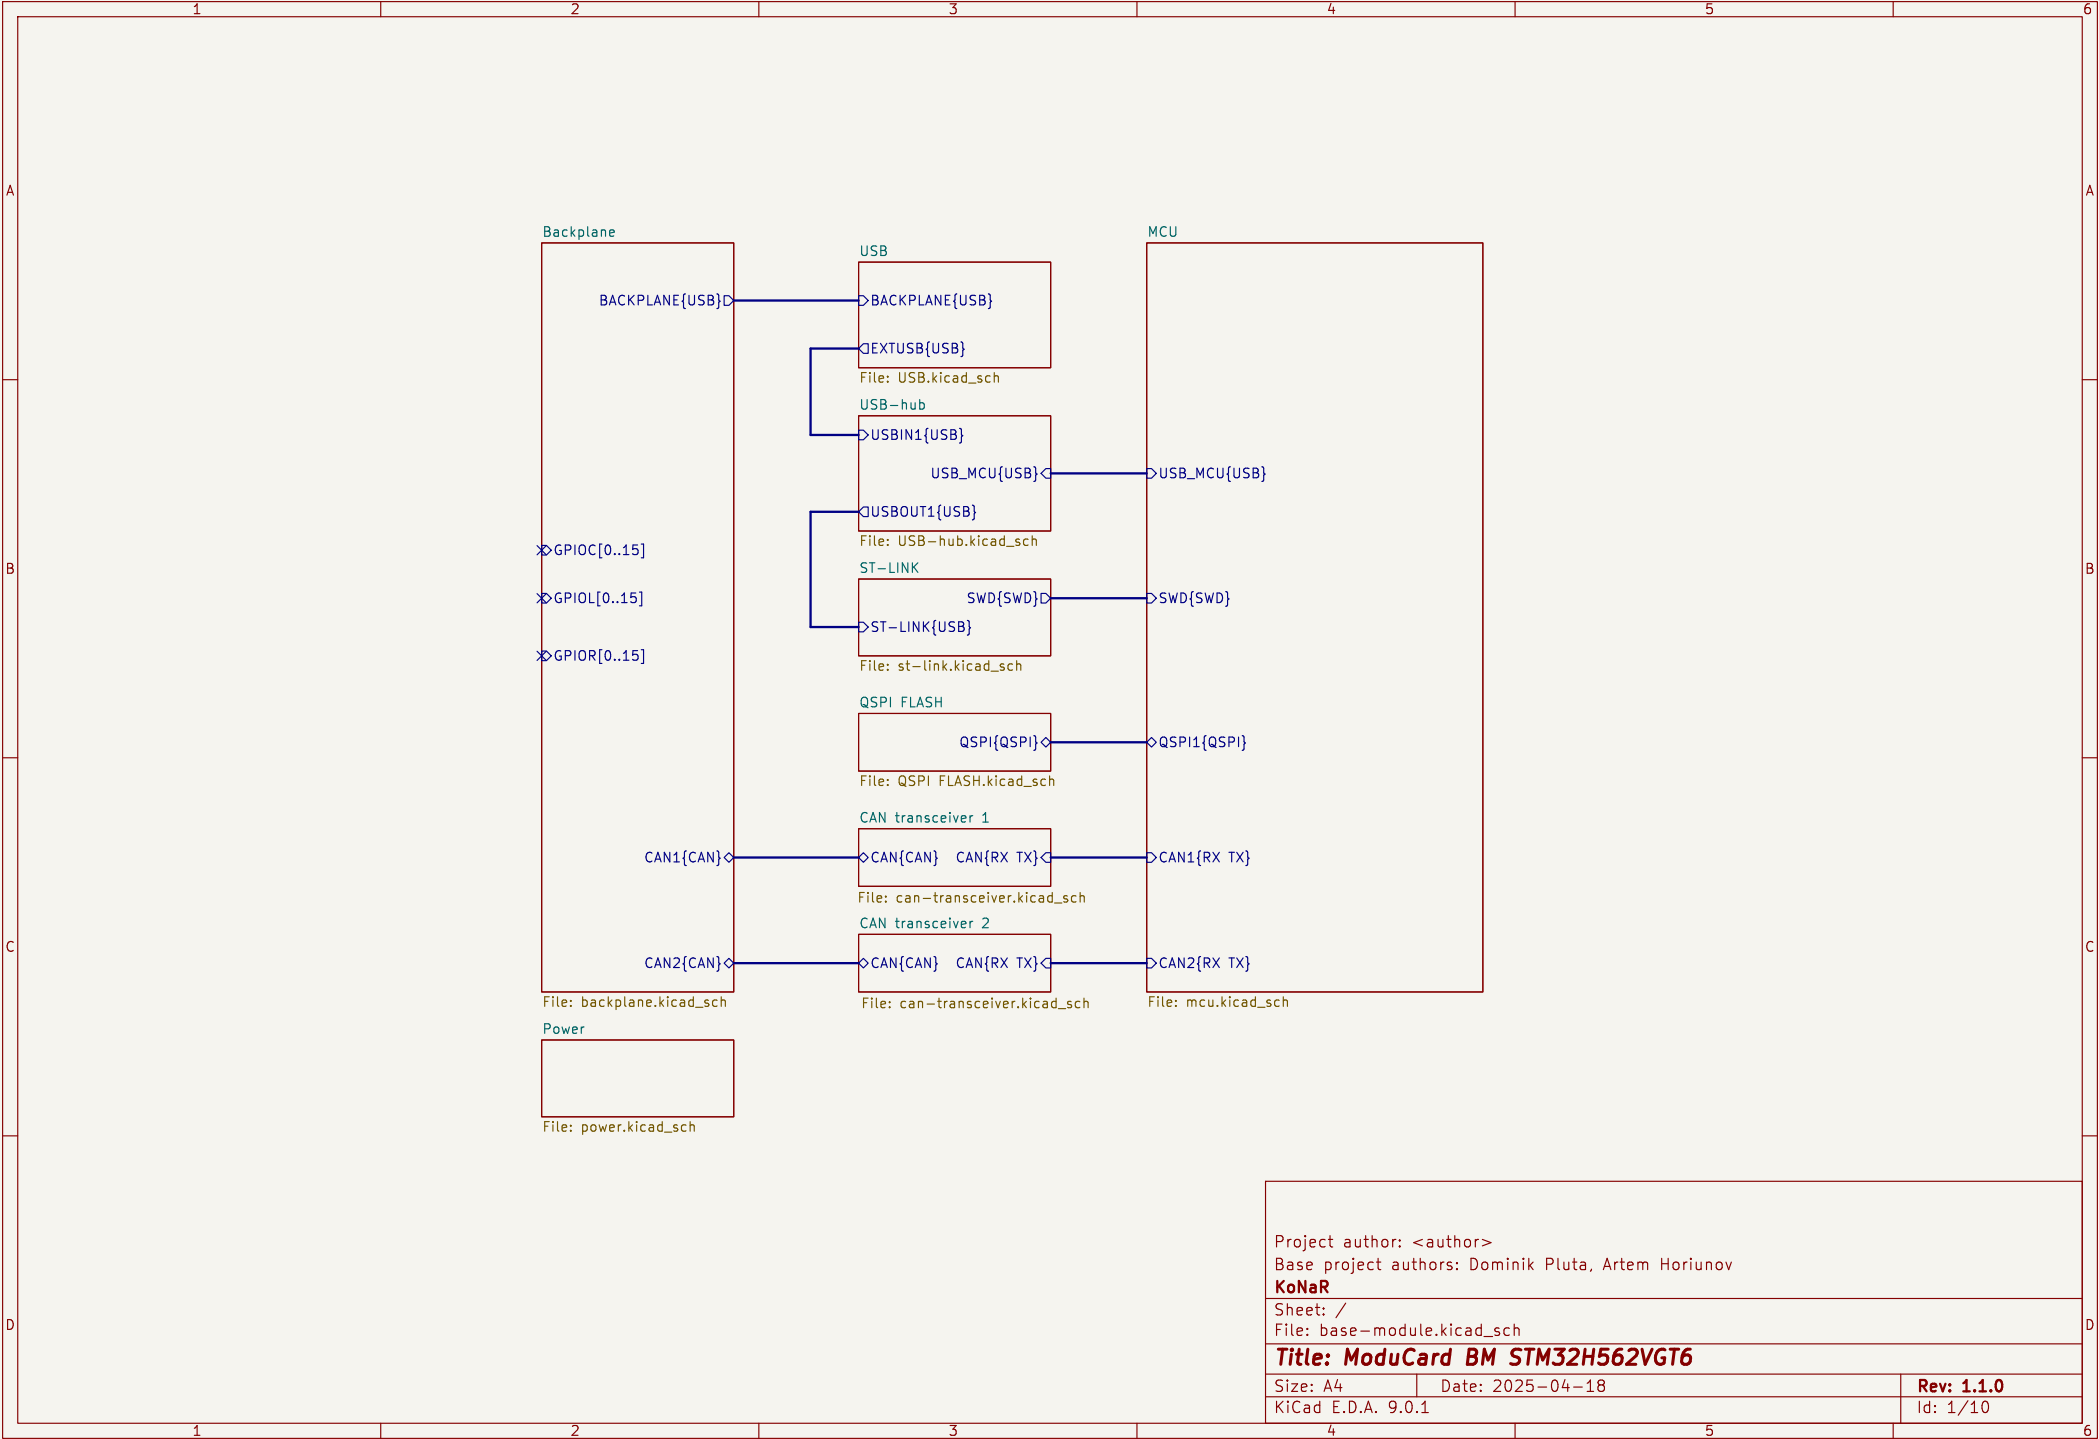 1 2 3 4 5 6
A A
Backplane
MCU
USB
BACKPLANE{USB} BACKPLANE{USB}
EXTUSB{USB}
File: USB.kicad_sch
USB-hub
USBIN1{USB}
USB_MCU{USB} USB_MCU{USB}
USBOUT1{USB}
File: USB-hub.kicad_sch
GPIOC[0..15]
B B
ST-LINK
GPIOL[0..15] SWD{SWD} SWD{SWD}
ST-LINK{USB}
GPIOR[0..15]
File: st-link.kicad_sch
QSPI FLASH
QSPI{QSPI} QSPI1{QSPI}
File: QSPI FLASH.kicad_sch
CAN transceiver 1
CAN1{CAN} CAN{CAN} CAN{RX TX} CAN1{RX TX}
File: can-transceiver.kicad_sch
CAN transceiver 2
C C
CAN2{CAN} CAN{CAN} CAN{RX TX} CAN2{RX TX}
File: backplane.kicad_sch File: can-transceiver.kicad_sch File: mcu.kicad_sch
Power
File: power.kicad_sch
Project author: <author>
Base project authors: Dominik Pluta, Artem Horiunov
KoNaR
Sheet: /
D D
File: base-module.kicad_sch
Title: ModuCard BM STM32H562VGT6
Size: A4 Date: 2025-04-18 Rev: 1.1.0
KiCad E.D.A. 9.0.1 Id: 1/10
1 2 3 4 5 6